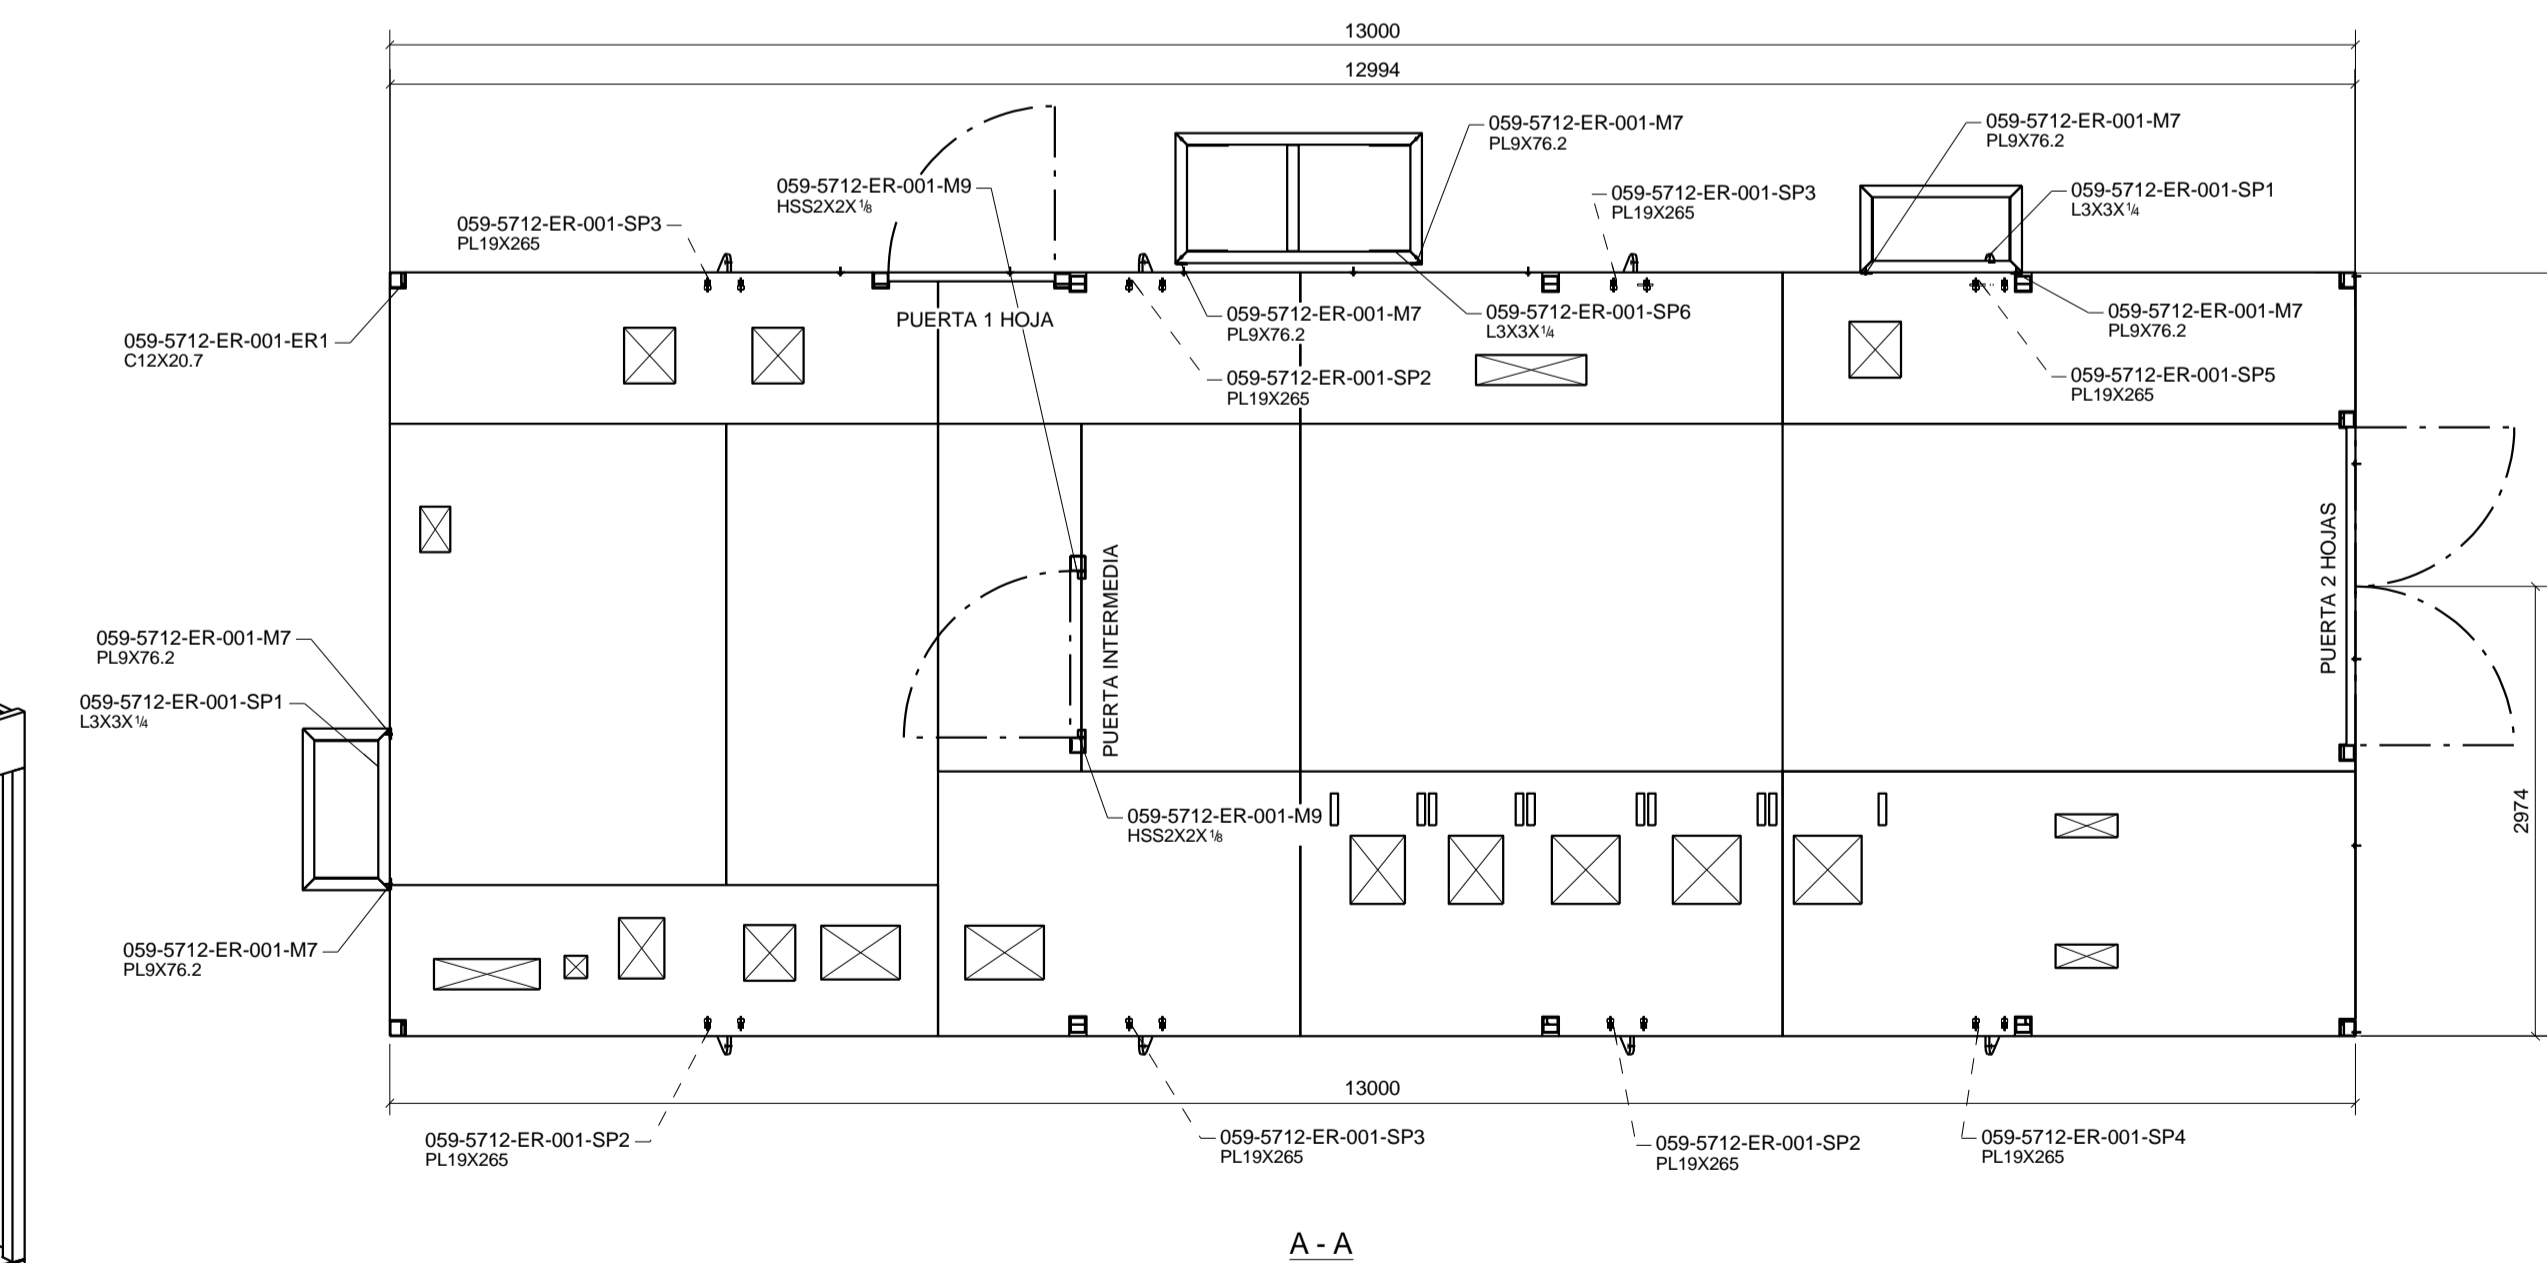 13000
12994
059-5712-ER-001-M7
PL9X76.2
059-5712-ER-001-M7
PL9X76.2
059-5712-ER-001-M9
HSS2X2X⅛
059-5712-ER-001-SP3
PL19X265
059-5712-ER-001-SP1
L3X3X¼
059-5712-ER-001-SP3
PL19X265
PUERTA 1 HOJA
059-5712-ER-001-M7
PL9X76.2
059-5712-ER-001-SP6
L3X3X¼
059-5712-ER-001-M7
PL9X76.2
059-5712-ER-001-ER1
C12X20.7
059-5712-ER-001-SP2
PL19X265
059-5712-ER-001-SP5
PL19X265
PUERTA INTERMEDIA
PUERTA 2 HOJAS
059-5712-ER-001-M7
PL9X76.2
059-5712-ER-001-SP1
L3X3X¼
059-5712-ER-001-M9
HSS2X2X⅛
2974
059-5712-ER-001-M7
PL9X76.2
13000
059-5712-ER-001-SP2
PL19X265
059-5712-ER-001-SP3
PL19X265
059-5712-ER-001-SP2
PL19X265
059-5712-ER-001-SP4
PL19X265
A - A